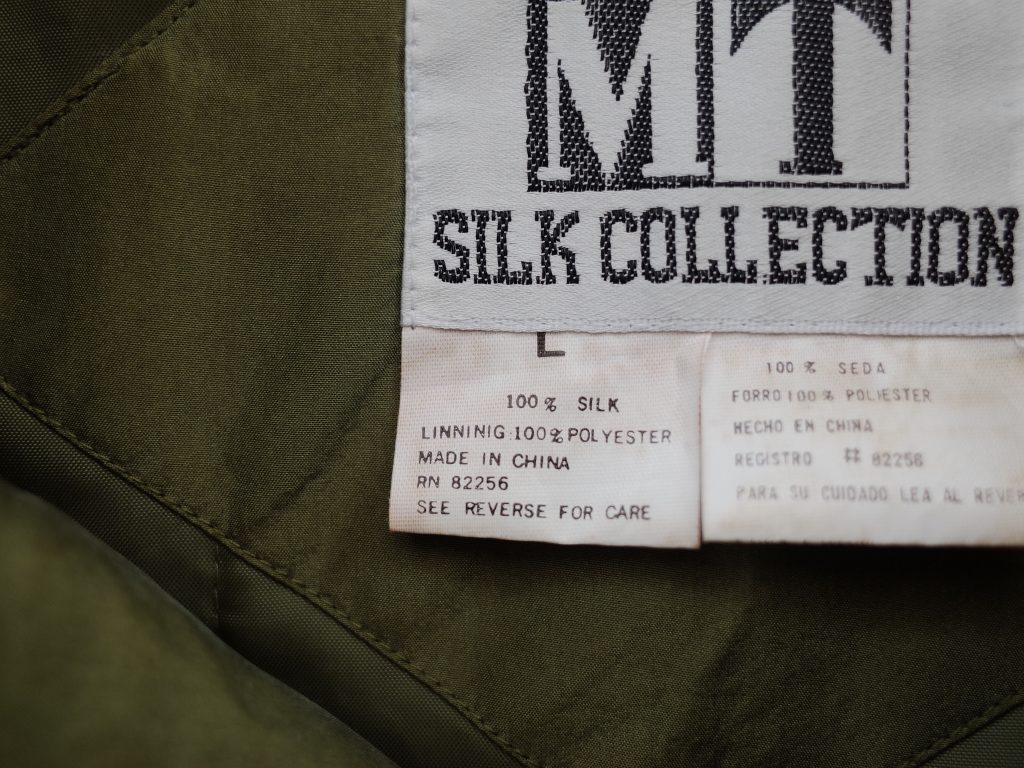 MT
SILK COLLECTION
L
100% SILK
LINNINIG:100%POLYESTER
MADE IN CHINA
RN 82256
SEE REVERSE FOR CARE
100% SEDA
FORRO100% POLIESTER
HECHO EN CHINA
REGISTRO # 82256
PARA SU CUIDADO LEA AL REVER